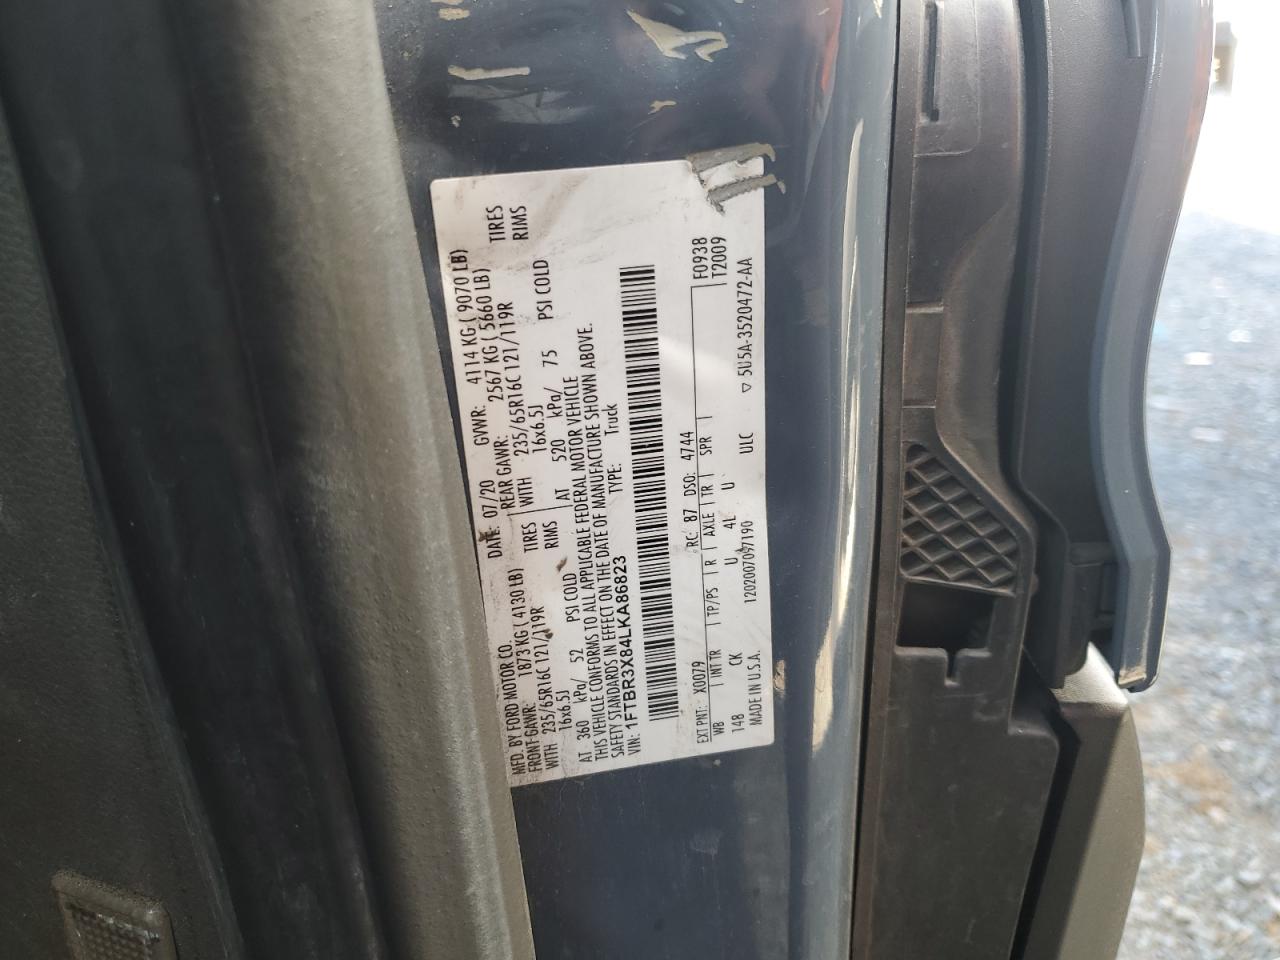 MFD. BY FORD MOTOR CO.
DATE: 07/20 GVWR: 4114 KG ( 9070 LB)
FRONT GAWR: 1873 KG ( 4130 LB) REAR GAWR: 2567 KG ( 5660 LB)
WITH 235/65R16C 121/119R TIRES WITH 235/65R16C 121/119R TIRES
16x6.5J RIMS 16x6.5J RIMS
AT 360 kPa/ 52 PSI COLD AT 520 kPa/ 75 PSI COLD
THIS VEHICLE CONFORMS TO ALL APPLICABLE FEDERAL MOTOR VEHICLE
SAFETY STANDARDS IN EFFECT ON THE DATE OF MANUFACTURE SHOWN ABOVE.
VIN: 1FTBR3X84LKA86823 TYPE: Truck
F0938
T2009
EXT PNT: X0079 RC: 87 DSO: 4744
WB INT TR TP/PS R AXLE TR SPR
148 CK U 4L U ULC ▽ 5U5A-3520472-AA
MADE IN U.S.A. 120200709719​0